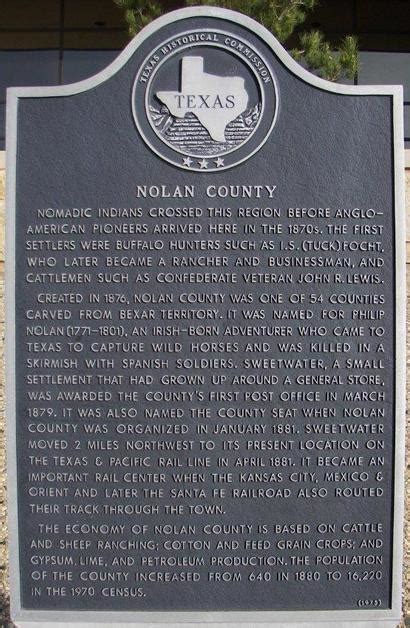 TEXAS HISTORICAL COMMISSION
TEXAS
NOLAN COUNTY
NOMADIC INDIANS CROSSED THIS REGION BEFORE ANGLO-
AMERICAN PIONEERS ARRIVED HERE IN THE 1870s. THE FIRST
SETTLERS WERE BUFFALO HUNTERS SUCH AS I.S. (TUCK) FOCHT,
WHO LATER BECAME A RANCHER AND BUSINESSMAN, AND
CATTLEMEN SUCH AS CONFEDERATE VETERAN JOHN R. LEWIS.
CREATED IN 1876, NOLAN COUNTY WAS ONE OF 54 COUNTIES
CARVED FROM BEXAR TERRITORY. IT WAS NAMED FOR PHILIP
NOLAN (1771-1801), AN IRISH-BORN ADVENTURER WHO CAME TO
TEXAS TO CAPTURE WILD HORSES AND WAS KILLED IN A
SKIRMISH WITH SPANISH SOLDIERS. SWEETWATER, A SMALL
SETTLEMENT THAT HAD GROWN UP AROUND A GENERAL STORE,
WAS AWARDED THE COUNTY'S FIRST POST OFFICE IN MARCH
1879. IT WAS ALSO NAMED THE COUNTY SEAT WHEN NOLAN
COUNTY WAS ORGANIZED IN JANUARY 1881. SWEETWATER
MOVED 2 MILES NORTHWEST TO ITS PRESENT LOCATION ON
THE TEXAS & PACIFIC RAIL LINE IN APRIL 1881. IT BECAME AN
IMPORTANT RAIL CENTER WHEN THE KANSAS CITY, MEXICO &
ORIENT AND LATER THE SANTA FE RAILROAD ALSO ROUTED
THEIR TRACK THROUGH THE TOWN.
THE ECONOMY OF NOLAN COUNTY IS BASED ON CATTLE
AND SHEEP RANCHING; COTTON AND FEED GRAIN CROPS; AND
GYPSUM, LIME, AND PETROLEUM PRODUCTION. THE POPULATION
OF THE COUNTY INCREASED FROM 640 IN 1880 TO 16,220
IN THE 1970 CENSUS.
(1975)